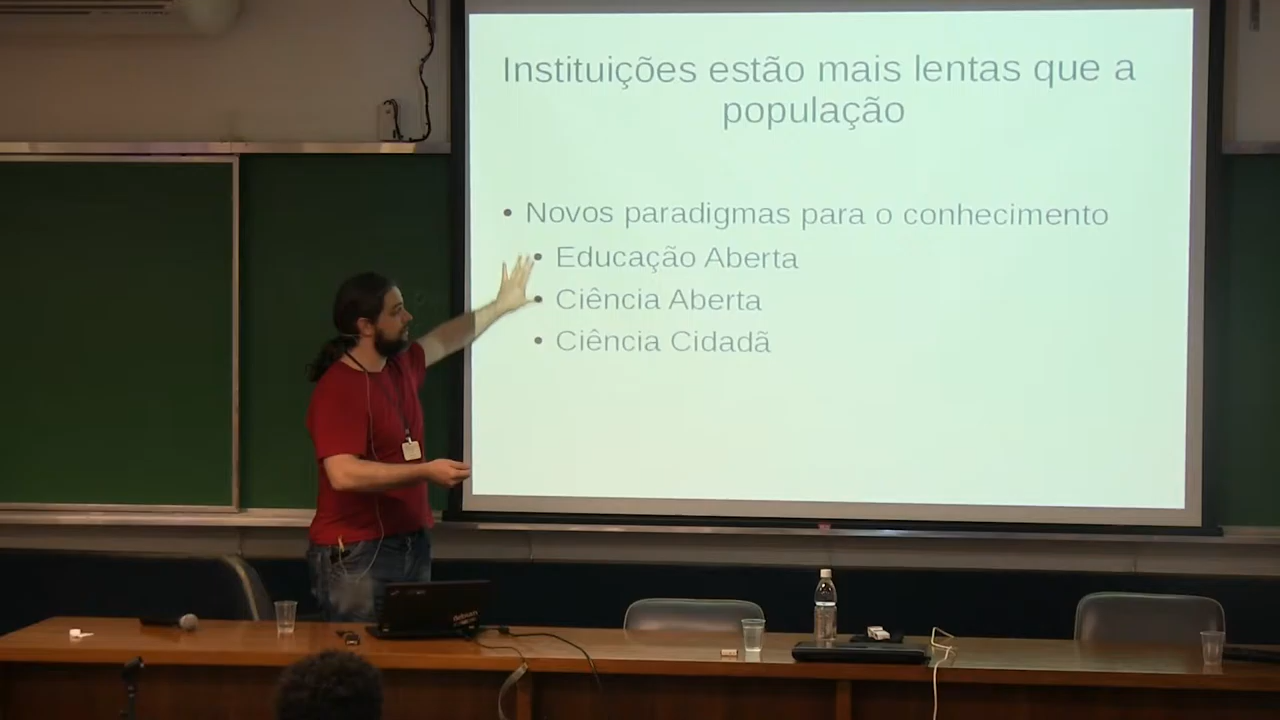 Instituições estão mais lentas que a
população
• Novos paradigmas para o conhecimento
• Educação Aberta
• Ciência Aberta
• Ciência Cidadã